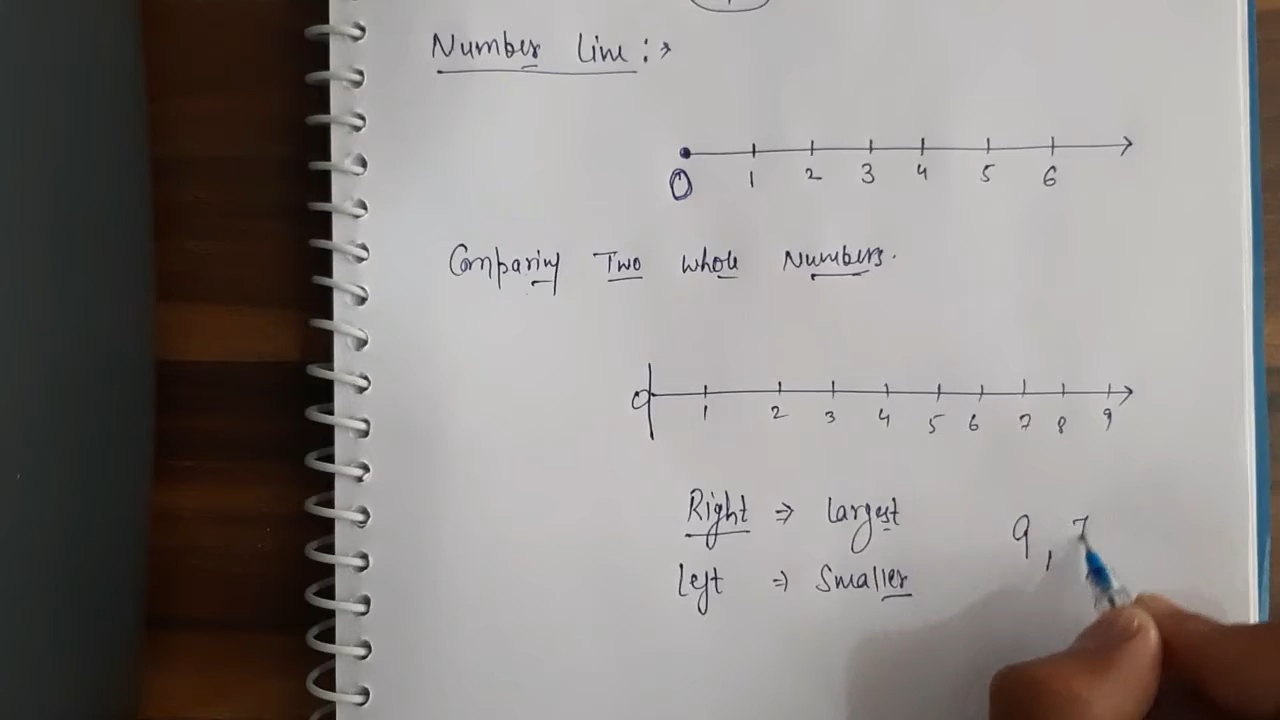 Number Line :→
0 1 2 3 4 5 6
Comparing Two whole Numbers.
0 1 2 3 4 5 6 7 8 9
Right ⇒ largest
9, 7
Left ⇒ Smaller